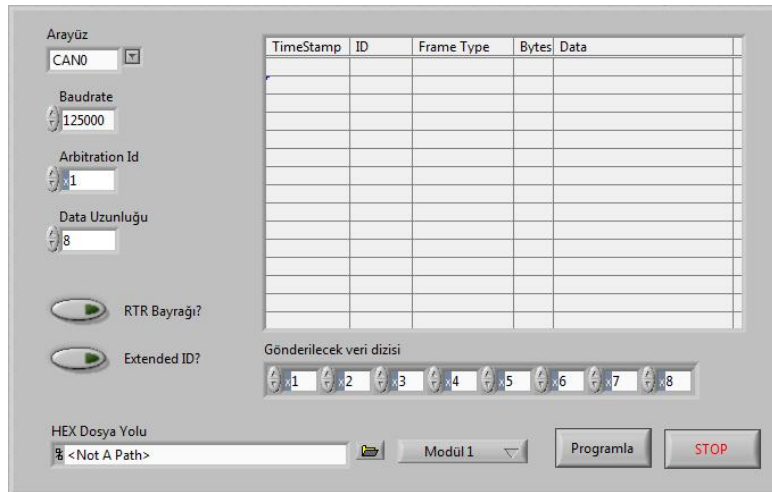 Arayüz
CAN0
Baudrate
125000
Arbitration Id
x1
Data Uzunluğu
8
RTR Bayrağı?
Extended ID?
TimeStamp ID Frame Type Bytes Data
Gönderilecek veri dizisi
x1 x2 x3 x4 x5 x6 x7 x8
HEX Dosya Yolu
<Not A Path>
Modül 1
Programla
STOP